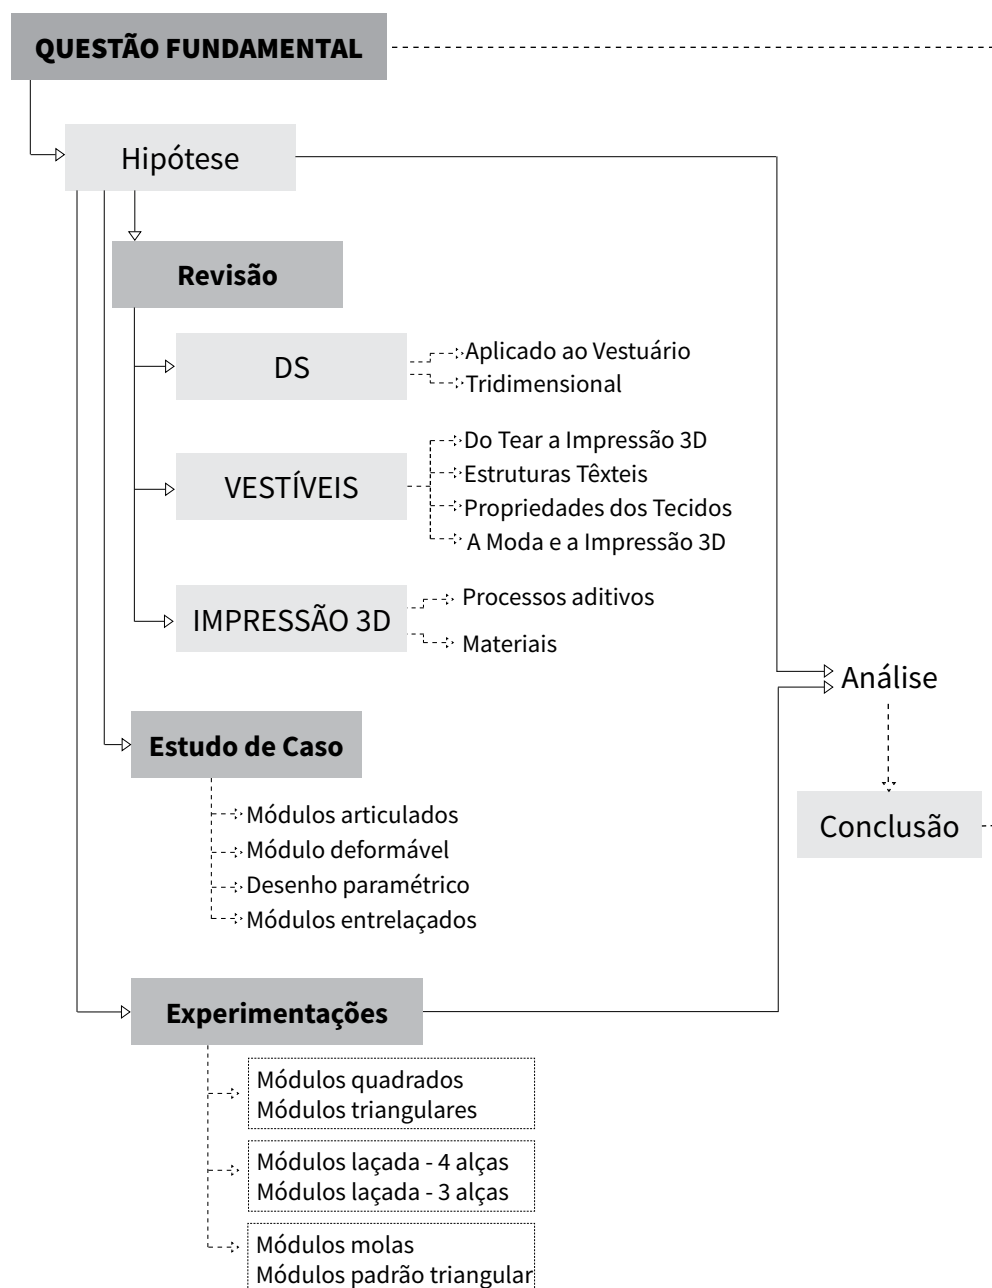 QUESTÃO FUNDAMENTAL
Hipótese
Revisão
DS
Aplicado ao Vestuário
Tridimensional
VESTÍVEIS
Do Tear a Impressão 3D
Estruturas Têxteis
Propriedades dos Tecidos
A Moda e a Impressão 3D
IMPRESSÃO 3D
Processos aditivos
Materiais
Análise
Estudo de Caso
Módulos articulados
Módulo deformável
Desenho paramétrico
Módulos entrelaçados
Conclusão
Experimentações
Módulos quadrados
Módulos triangulares
Módulos laçada - 4 alças
Módulos laçada - 3 alças
Módulos molas
Módulos padrão triangular